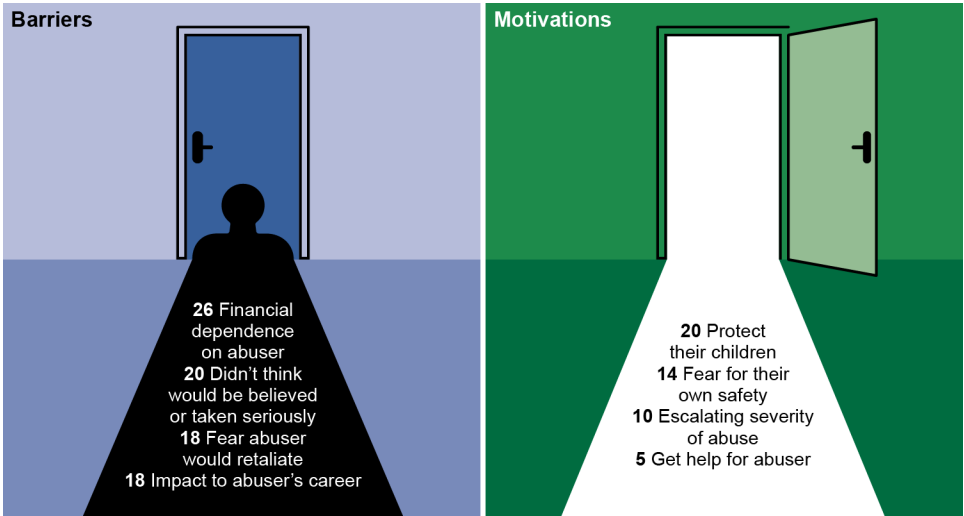 Barriers
26 Financial
dependence
on abuser
20 Didn’t think
would be believed
or taken seriously
18 Fear abuser
would retaliate
18 Impact to abuser’s career
Motivations
20 Protect
their children
14 Fear for their
own safety
10 Escalating severity
of abuse
5 Get help for abuser